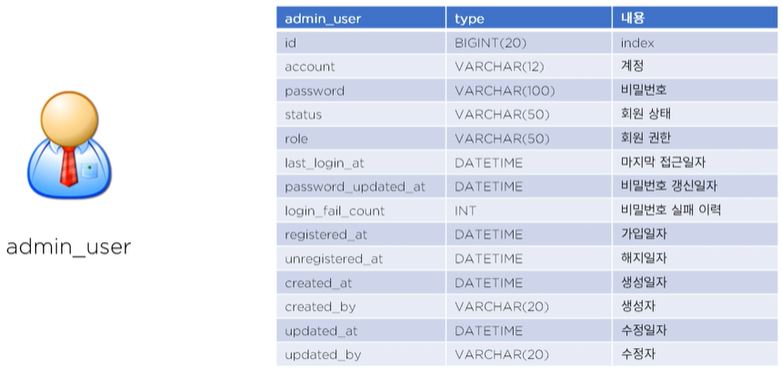 admin_user type 내용
id BIGINT(20) index
account VARCHAR(12) 계정
password VARCHAR(100) 비밀번호
status VARCHAR(50) 회원 상태
role VARCHAR(50) 회원 권한
last_login_at DATETIME 마지막 접근일자
password_updated_at DATETIME 비밀번호 갱신일자
login_fail_count INT 비밀번호 실패 이력
registered_at DATETIME 가입일자
unregistered_at DATETIME 해지일자
created_at DATETIME 생성일자
created_by VARCHAR(20) 생성자
updated_at DATETIME 수정일자
updated_by VARCHAR(20) 수정자
admin_user